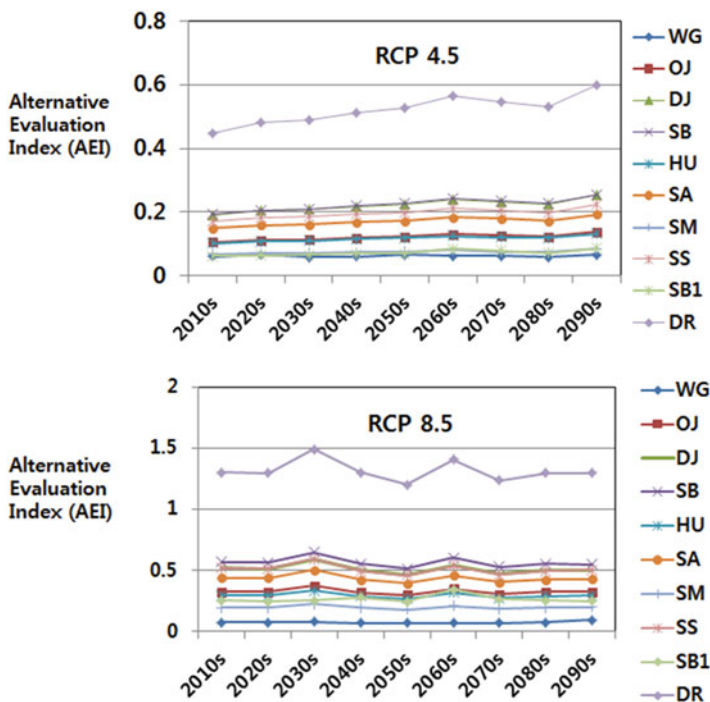 RCP 4.5
Alternative
Evaluation
Index (AEI)
0.8
0.6
0.4
0.2
0
2010s
2020s
2030s
2040s
2050s
2060s
2070s
2080s
2090s
WG
OJ
DJ
SB
HU
SA
SM
SS
SB1
DR
RCP 8.5
Alternative
Evaluation
Index (AEI)
2
1.5
1
0.5
0
2010s
2020s
2030s
2040s
2050s
2060s
2070s
2080s
2090s
WG
OJ
DJ
SB
HU
SA
SM
SS
SB1
DR